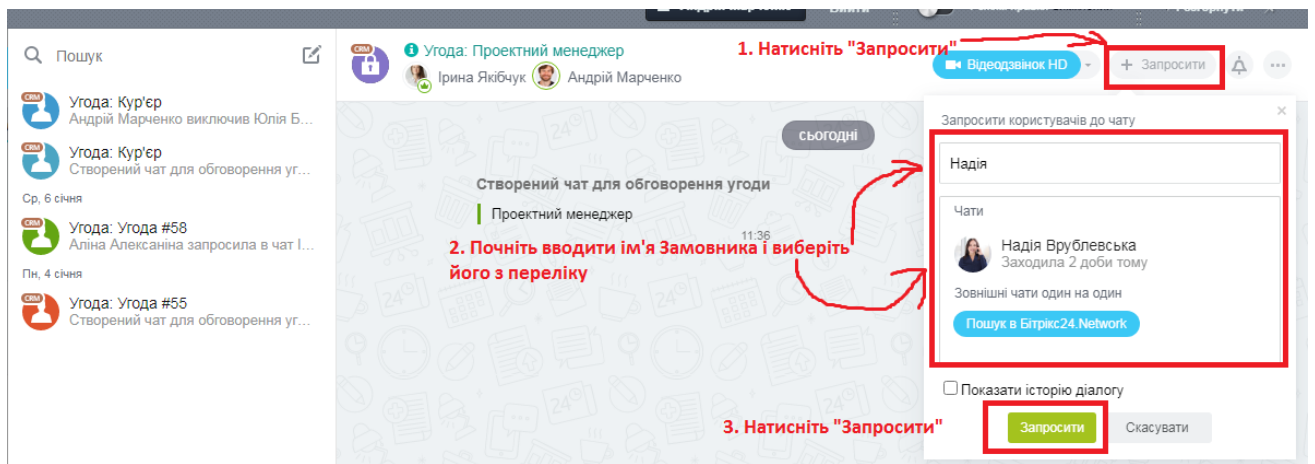 Пошук
CRM
Угода: Кур'єр
Андрій Марченко виключив Юлія Б...
CRM
Угода: Кур'єр
Створений чат для обговорення уг...
Ср, 6 січня
CRM
Угода: Угода #58
Аліна Алексаніна запросила в чат І...
Пн, 4 січня
CRM
Угода: Угода #55
Створений чат для обговорення уг...
CRM
Угода: Проектний менеджер
Ірина Якібчук Андрій Марченко
1. Натисніть "Запросити"
Відеодзвінок HD
+ Запросити
сьогодні
Створений чат для обговорення угоди
Проектний менеджер
11:36
2. Почніть вводити ім'я Замовника і виберіть
його з переліку
Запросити користувачів до чату
Надія
Чати
Надія Врублевська
Заходила 2 доби тому
Зовнішні чати один на один
Пошук в Бітрікс24.Network
Показати історію діалогу
3. Натисніть "Запросити"
Запросити
Скасувати